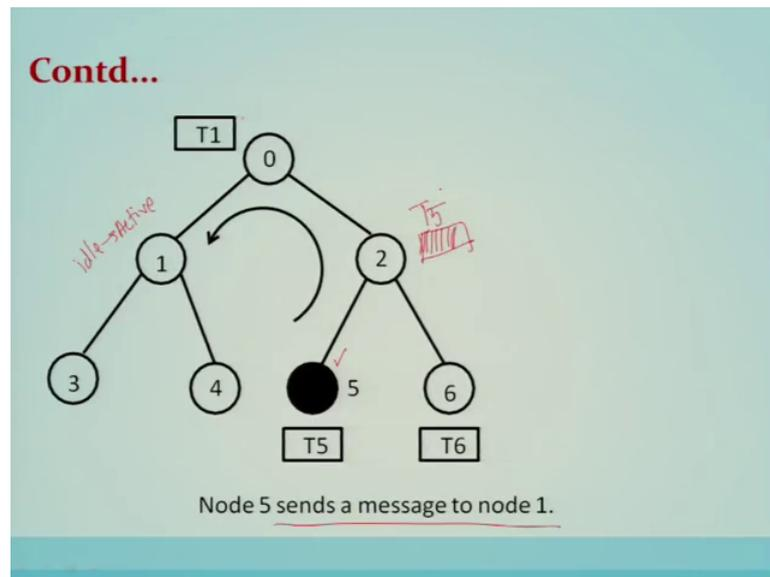 Contd...
T1
0
idle→Active
T5
1
2
3
4
5
6
T5
T6
Node 5 sends a message to node 1.